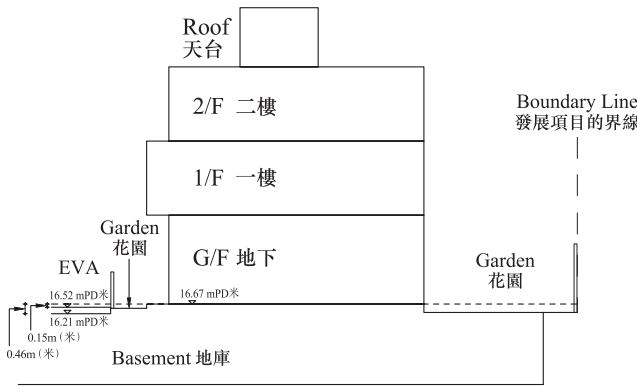 Roof
天台
2/F 二樓
Boundary Line
發展項目的界線
1/F 一樓
Garden
花園
G/F 地下
EVA
Garden
花園
16.52 mPD米
16.67 mPD米
16.21 mPD米
0.15m (米)
0.46m (米)
Basement 地庫